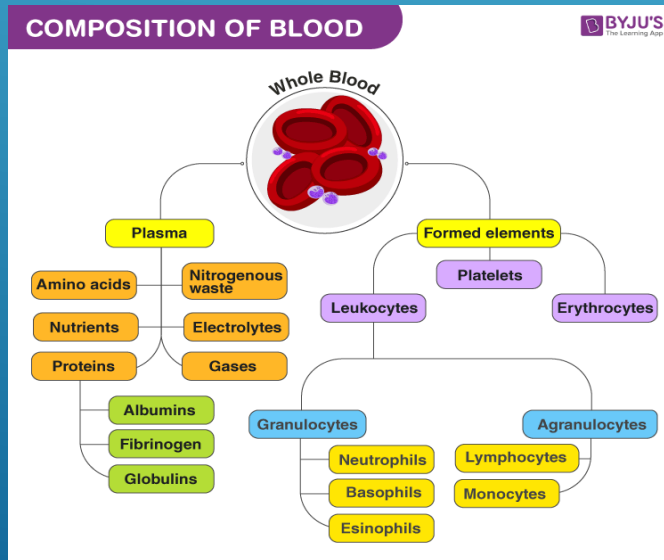 COMPOSITION OF BLOOD
BYJU'S
The Learning App
Whole Blood
Plasma
Formed elements
Amino acids
Nitrogenous
waste
Platelets
Leukocytes
Erythrocytes
Nutrients
Electrolytes
Proteins
Gases
Albumins
Granulocytes
Agranulocytes
Fibrinogen
Neutrophils
Lymphocytes
Globulins
Basophils
Monocytes
Esinophils